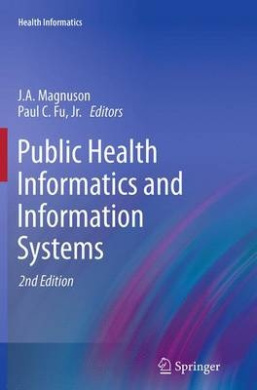 Health Informatics
J.A. Magnuson
Paul C. Fu, Jr. Editors
Public Health
Informatics and
Information
Systems
2nd Edition
Springer